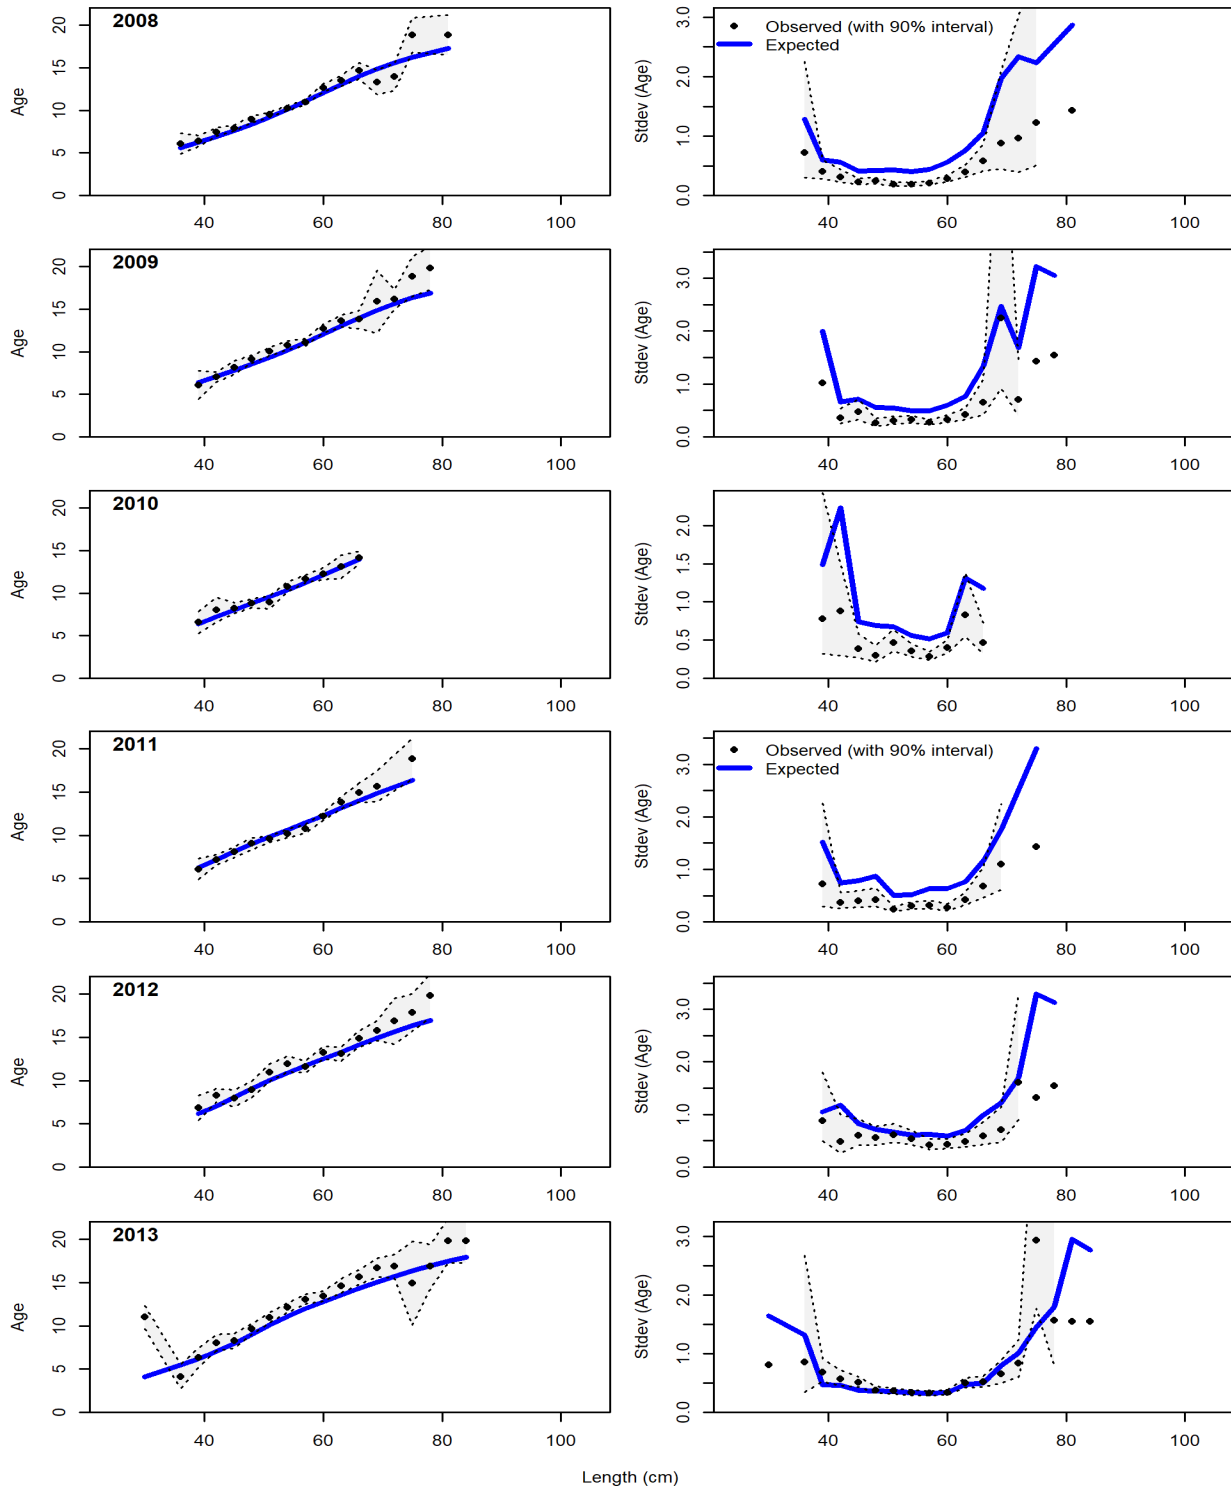 2008
Age
0 5 10 15 20
40 60 80 100
Observed (with 90% interval)
Expected
Stdev (Age)
0.0 1.0 2.0 3.0
40 60 80 100
2009
Age
0 5 10 15 20
40 60 80 100
Stdev (Age)
0.0 1.0 2.0 3.0
40 60 80 100
2010
Age
0 5 10 15 20
40 60 80 100
Stdev (Age)
0.0 0.5 1.0 1.5 2.0
40 60 80 100
2011
Age
0 5 10 15 20
40 60 80 100
Observed (with 90% interval)
Expected
Stdev (Age)
0.0 1.0 2.0 3.0
40 60 80 100
2012
Age
0 5 10 15 20
40 60 80 100
Stdev (Age)
0.0 1.0 2.0 3.0
40 60 80 100
2013
Age
0 5 10 15 20
40 60 80 100
Stdev (Age)
0.0 1.0 2.0 3.0
40 60 80 100
Length (cm)